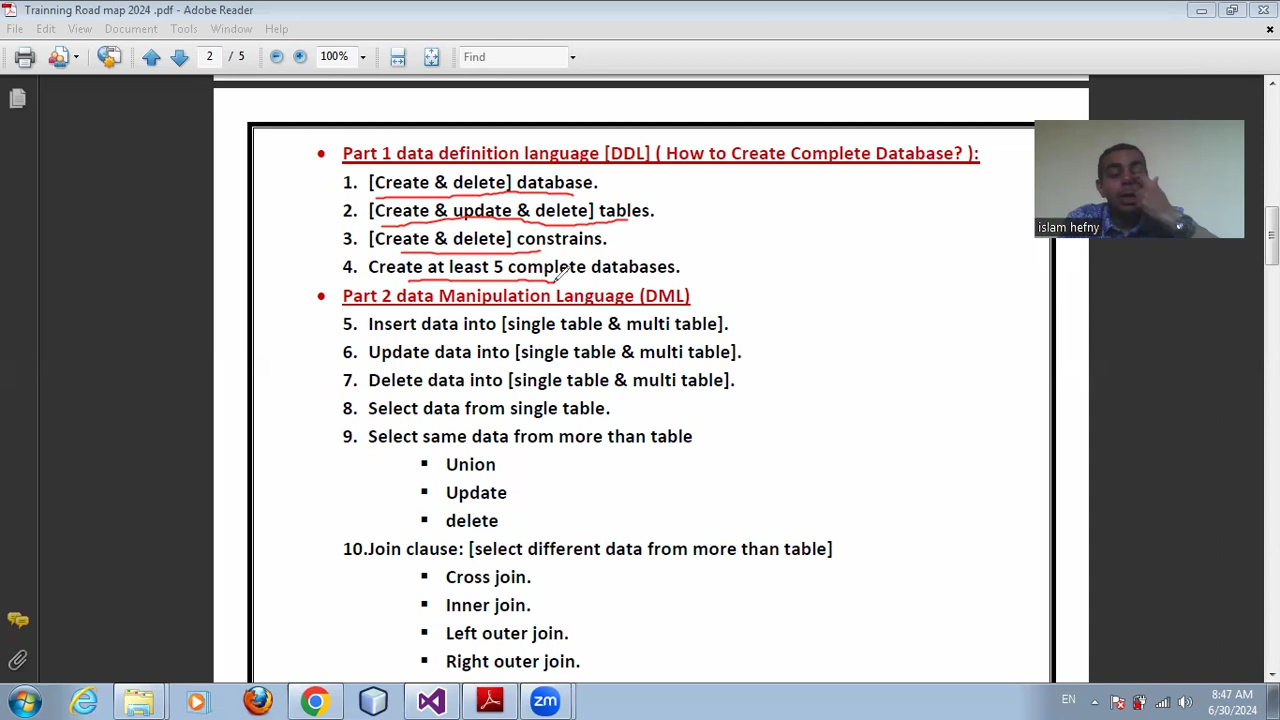 Trainning Road map 2024 .pdf - Adobe Reader
File Edit View Document Tools Window Help
2 / 5 100% Find
islam hefny
• Part 1 data definition language [DDL] ( How to Create Complete Database? ):
1. [Create & delete] database.
2. [Create & update & delete] tables.
3. [Create & delete] constrains.
4. Create at least 5 complete databases.
• Part 2 data Manipulation Language (DML)
5. Insert data into [single table & multi table].
6. Update data into [single table & multi table].
7. Delete data into [single table & multi table].
8. Select data from single table.
9. Select same data from more than table
▪ Union
▪ Update
▪ delete
10.Join clause: [select different data from more than table]
▪ Cross join.
▪ Inner join.
▪ Left outer join.
▪ Right outer join.
zm
EN
8:47 AM
6/30/2024